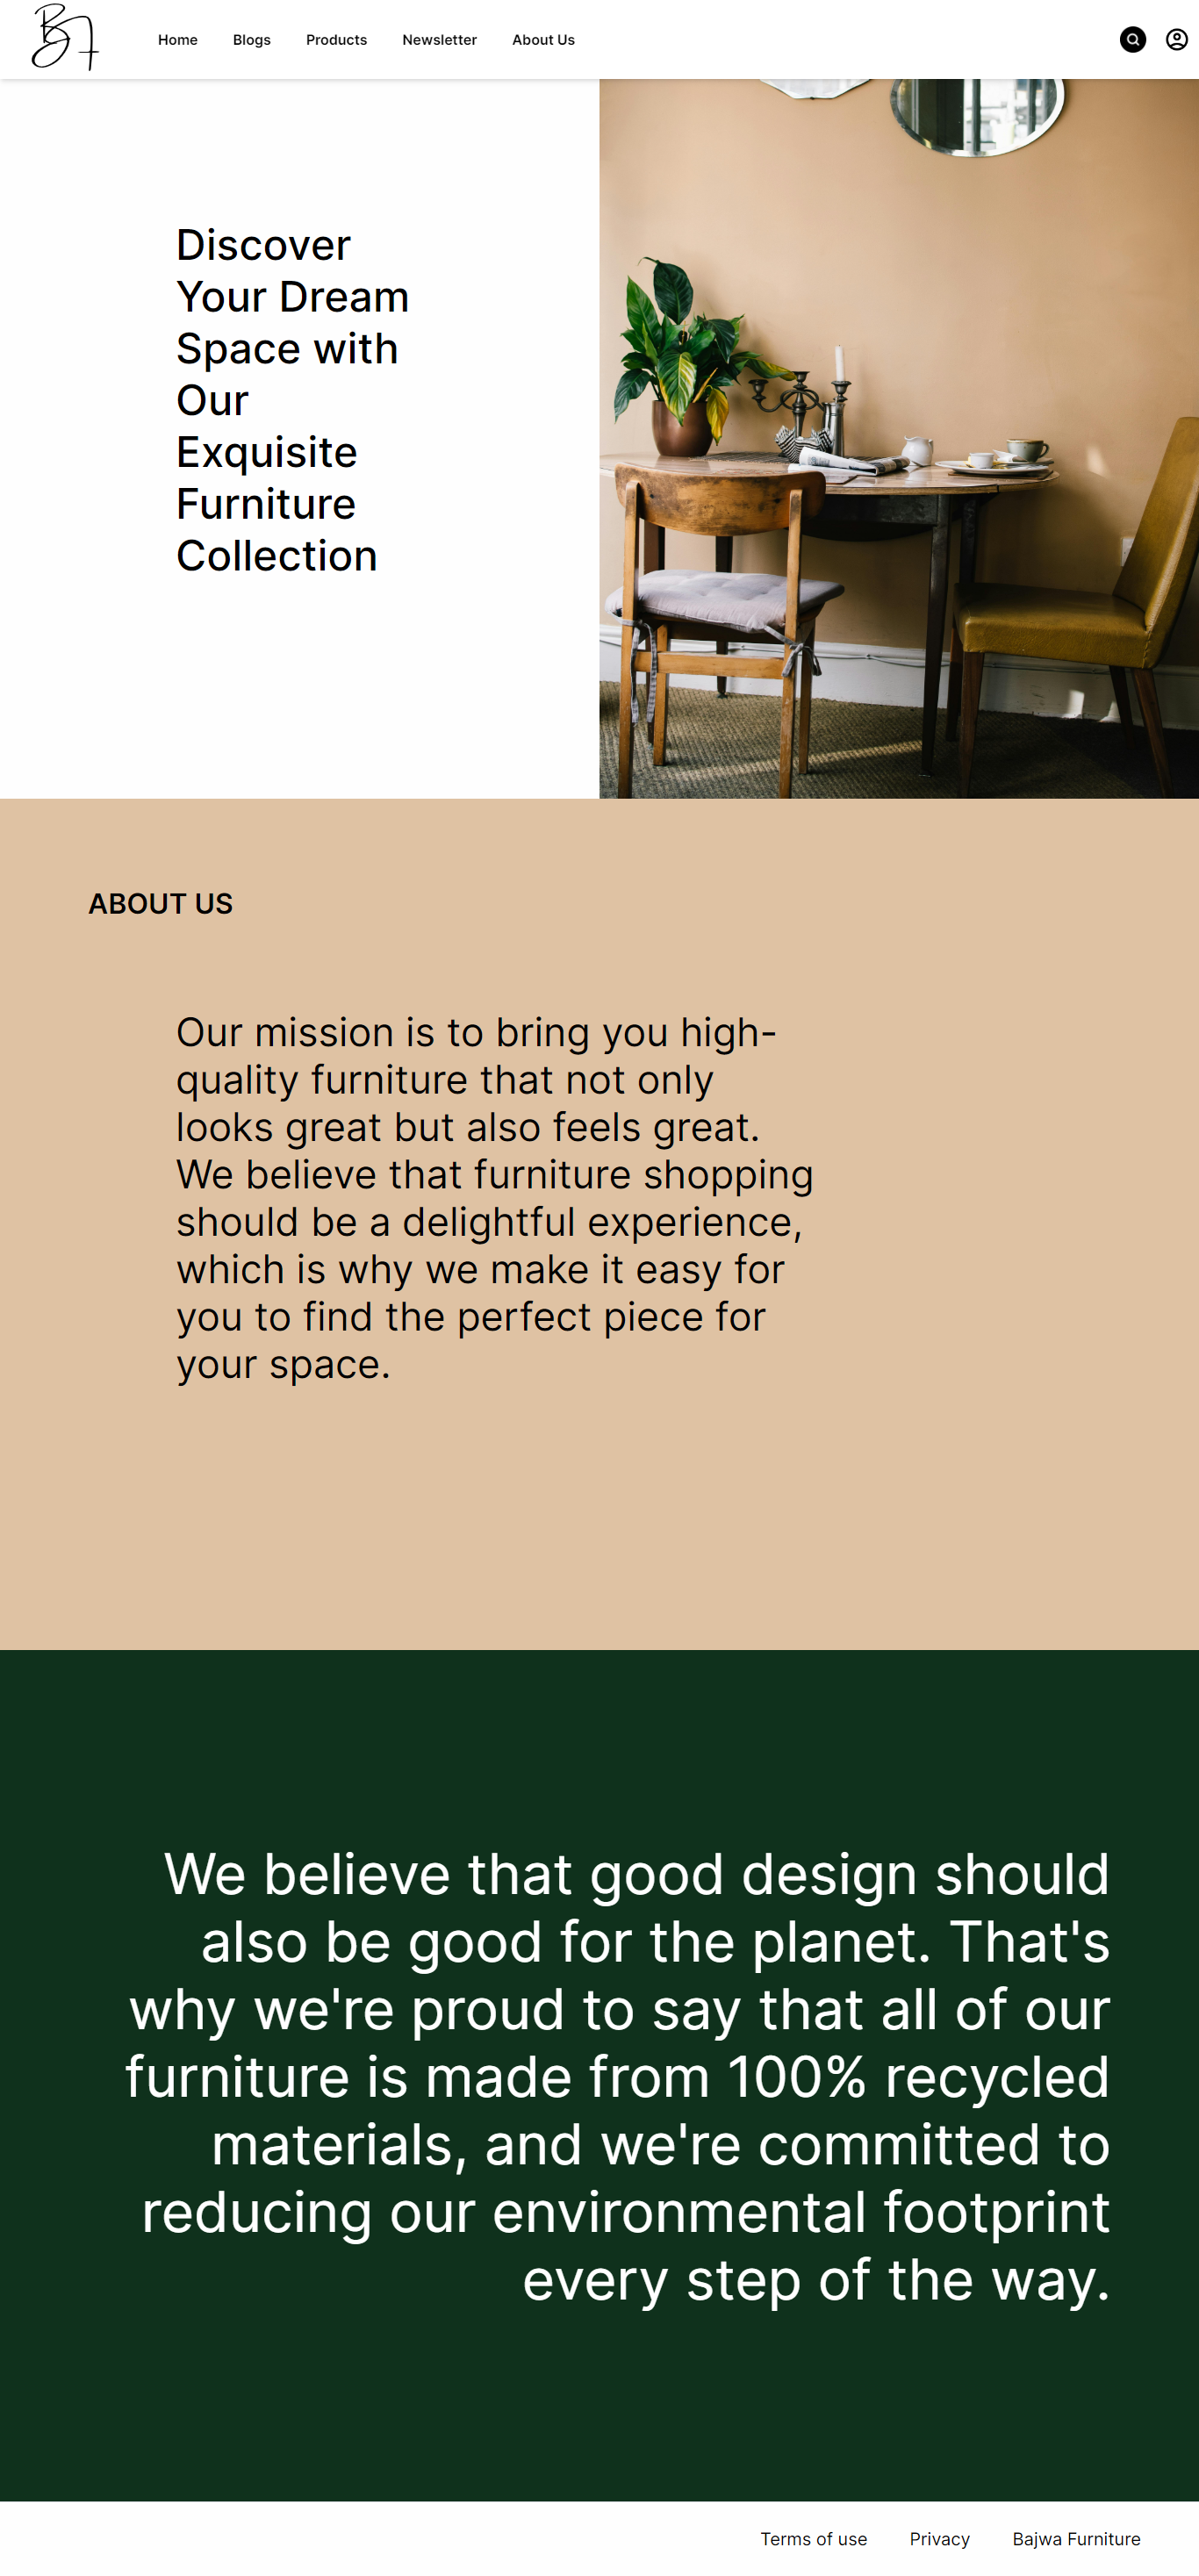 BF
Home Blogs Products Newsletter About Us
Discover
Your Dream
Space with
Our
Exquisite
Furniture
Collection
ABOUT US
Our mission is to bring you high-
quality furniture that not only
looks great but also feels great.
We believe that furniture shopping
should be a delightful experience,
which is why we make it easy for
you to find the perfect piece for
your space.
We believe that good design should
also be good for the planet. That's
why we're proud to say that all of our
furniture is made from 100% recycled
materials, and we're committed to
reducing our environmental footprint
every step of the way.
Terms of use Privacy Bajwa Furniture